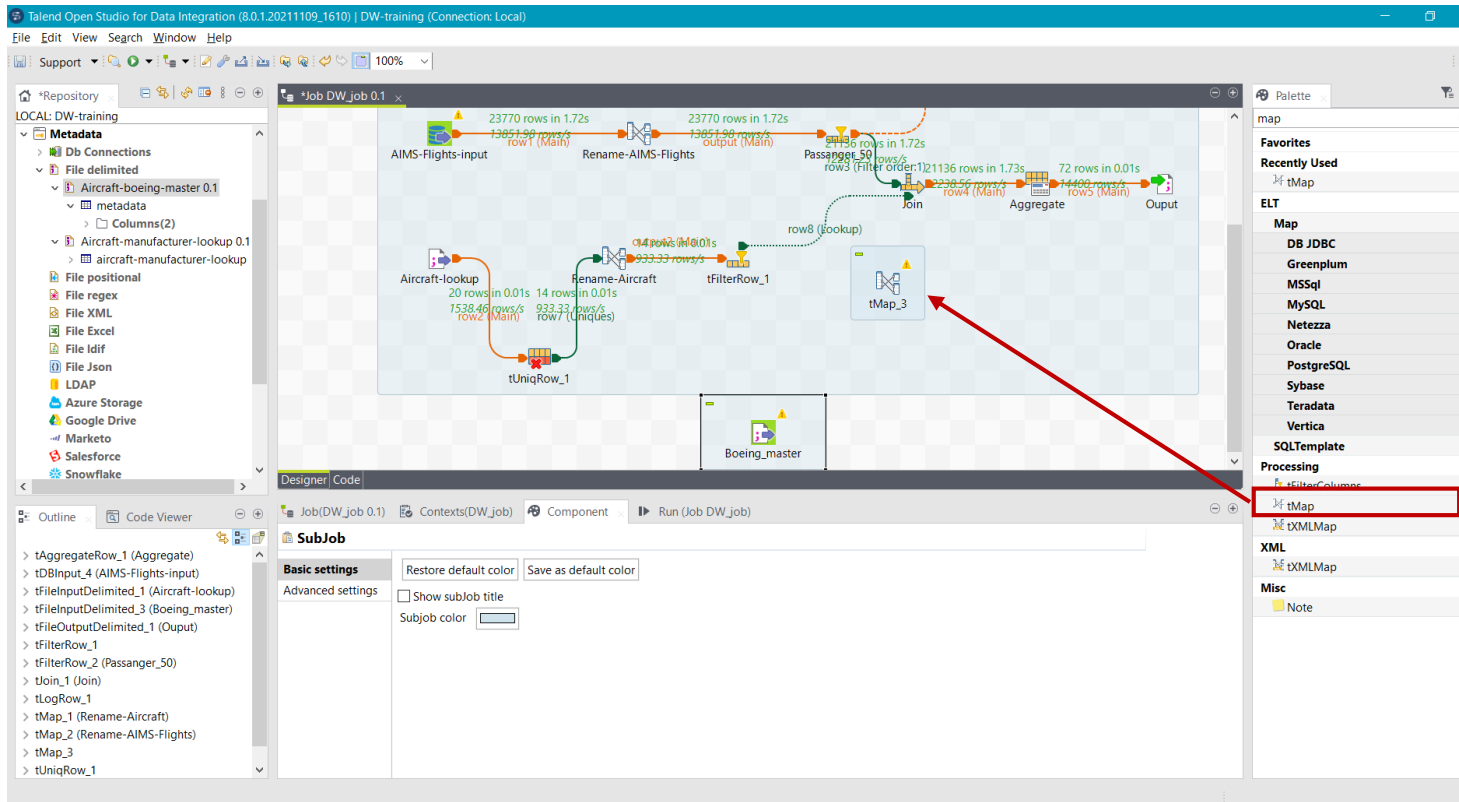 Talend Open Studio for Data Integration (8.0.1.20211109_1610) | DW-training (Connection: Local)
File Edit View Search Window Help
Support 100%
*Repository
LOCAL: DW-training
Metadata
Db Connections
File delimited
Aircraft-boeing-master 0.1
metadata
Columns(2)
Aircraft-manufacturer-lookup 0.1
aircraft-manufacturer-lookup
File positional
File regex
File XML
File Excel
File ldif
File Json
LDAP
Azure Storage
Google Drive
Marketo
Salesforce
Snowflake
*Job DW_job 0.1
23770 rows in 1.72s
13851.98 rows/s
row1 (Main)
23770 rows in 1.72s
13851.98 rows/s
output (Main)
AIMS-Flights-input
Rename-AIMS-Flights
Passanger_50
21136 rows in 1.72s
row3 (Filter order:1)
21136 rows in 1.73s
row4 (Main)
72 rows in 0.01s
14400 rows/s
row5 (Main)
Join
Aggregate
Ouput
row8 (Lookup)
14 rows in 0.01s
933.33 rows/s
Aircraft-lookup
Rename-Aircraft
tFilterRow_1
20 rows in 0.01s
1538.46 rows/s
row2 (Main)
14 rows in 0.01s
933.33 rows/s
row7 (Uniques)
tUniqRow_1
tMap_3
Boeing_master
Designer Code
Palette
map
Favorites
Recently Used
tMap
ELT
Map
DB JDBC
Greenplum
MSSql
MySQL
Netezza
Oracle
PostgreSQL
Sybase
Teradata
Vertica
SQLTemplate
Processing
tFilterColumns
tMap
tXMLMap
XML
tXMLMap
Misc
Note
Outline Code Viewer
tAggregateRow_1 (Aggregate)
tDBInput_4 (AIMS-Flights-input)
tFileInputDelimited_1 (Aircraft-lookup)
tFileInputDelimited_3 (Boeing_master)
tFileOutputDelimited_1 (Ouput)
tFilterRow_1
tFilterRow_2 (Passanger_50)
tJoin_1 (Join)
tLogRow_1
tMap_1 (Rename-Aircraft)
tMap_2 (Rename-AIMS-Flights)
tMap_3
tUniqRow_1
Job(DW_job 0.1) Contexts(DW_job) Component Run (Job DW_job)
SubJob
Basic settings
Advanced settings
Restore default color Save as default color
Show subJob title
Subjob color